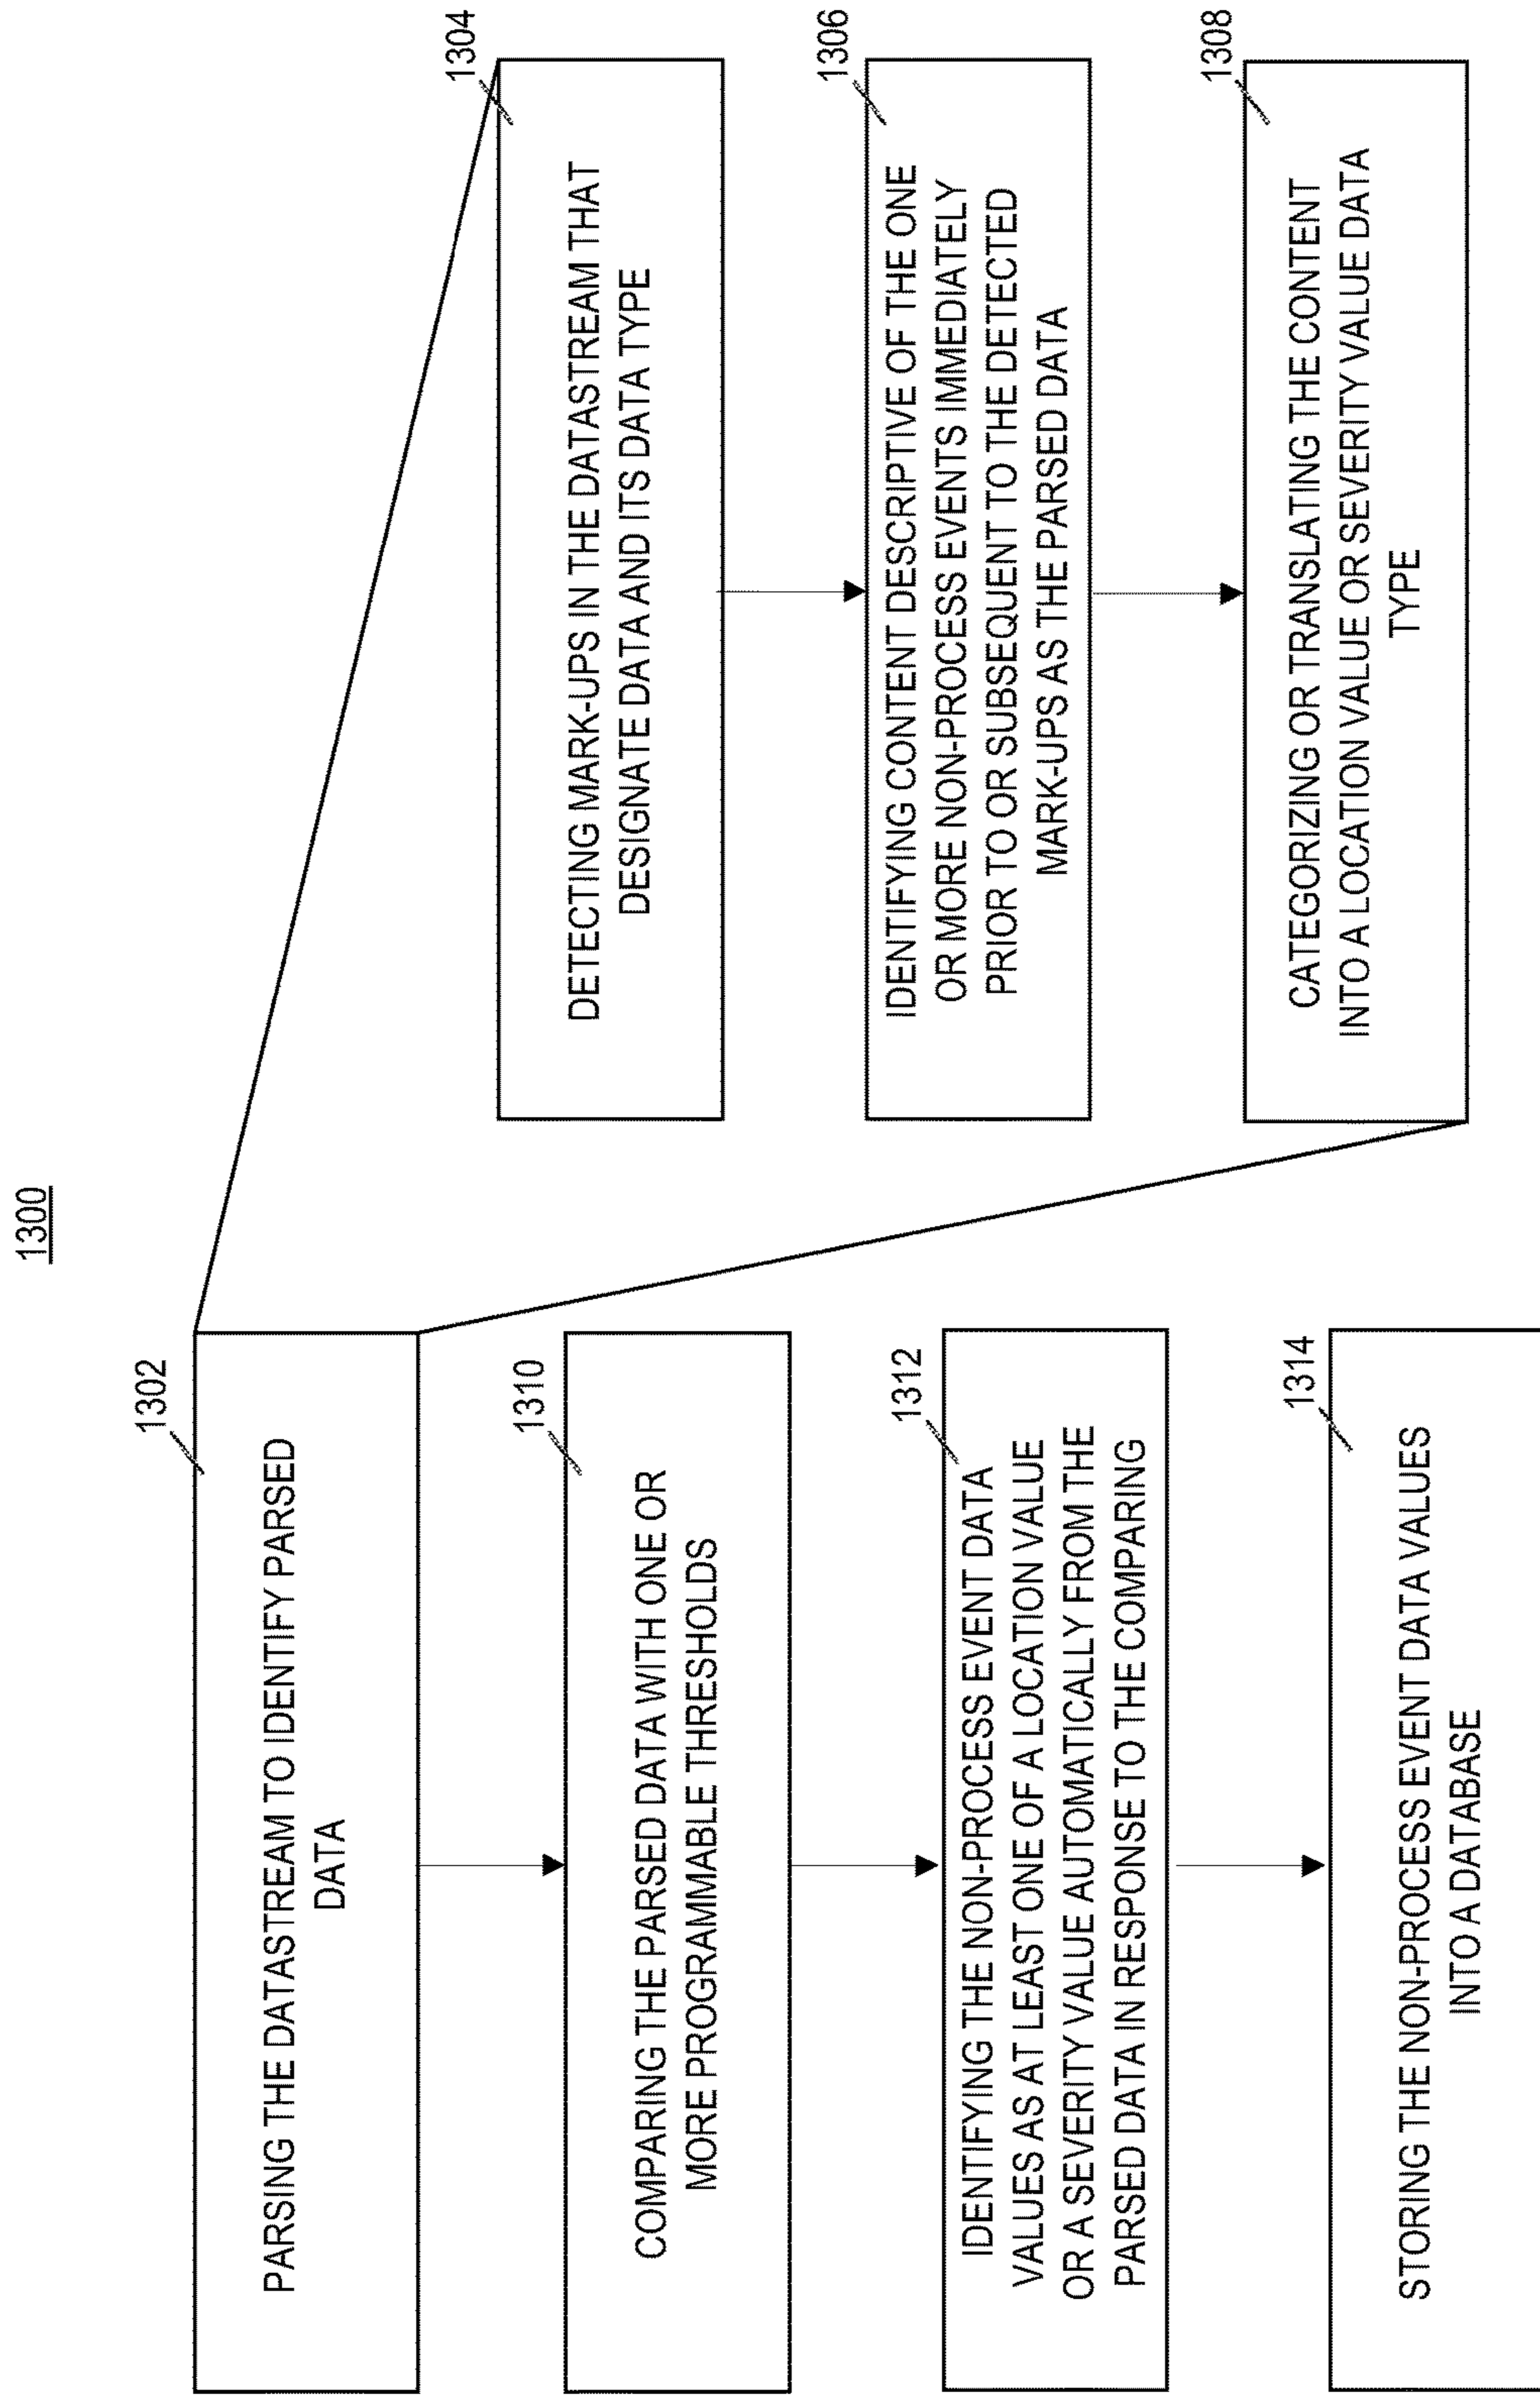 1300
1302
PARSING THE DATASTREAM TO IDENTIFY PARSED
DATA
1304
DETECTING MARK-UPS IN THE DATASTREAM THAT
DESIGNATE DATA AND ITS DATA TYPE
1306
IDENTIFYING CONTENT DESCRIPTIVE OF THE ONE
OR MORE NON-PROCESS EVENTS IMMEDIATELY
PRIOR TO OR SUBSEQUENT TO THE DETECTED
MARK-UPS AS THE PARSED DATA
1308
CATEGORIZING OR TRANSLATING THE CONTENT
INTO A LOCATION VALUE OR SEVERITY VALUE DATA
TYPE
1310
COMPARING THE PARSED DATA WITH ONE OR
MORE PROGRAMMABLE THRESHOLDS
1312
IDENTIFYING THE NON-PROCESS EVENT DATA
VALUES AS AT LEAST ONE OF A LOCATION VALUE
OR A SEVERITY VALUE AUTOMATICALLY FROM THE
PARSED DATA IN RESPONSE TO THE COMPARING
1314
STORING THE NON-PROCESS EVENT DATA VALUES
INTO A DATABASE